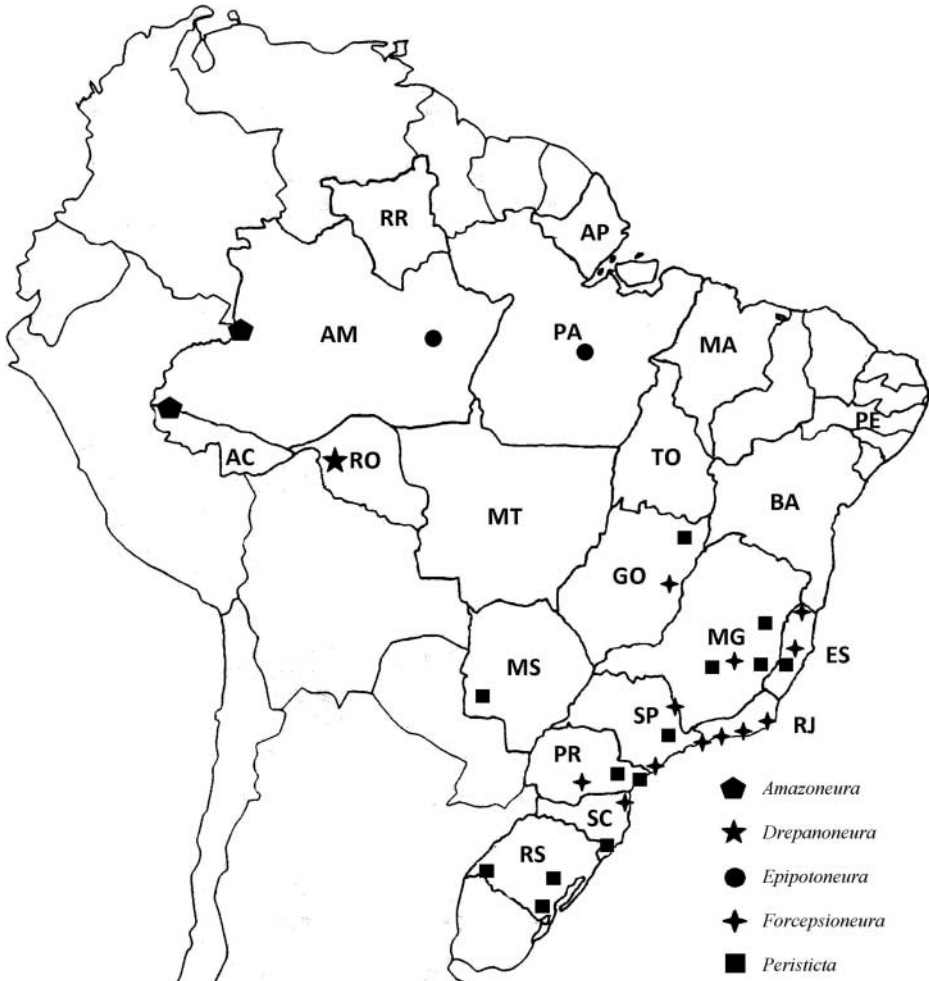 RR
AP
AM
PA
MA
PE
AC
RO
TO
BA
MT
GO
MG
ES
MS
SP
RJ
PR
SC
RS
Amazoneura
Drepanoneura
Epipotoneura
Forcepsioneura
Peristicta